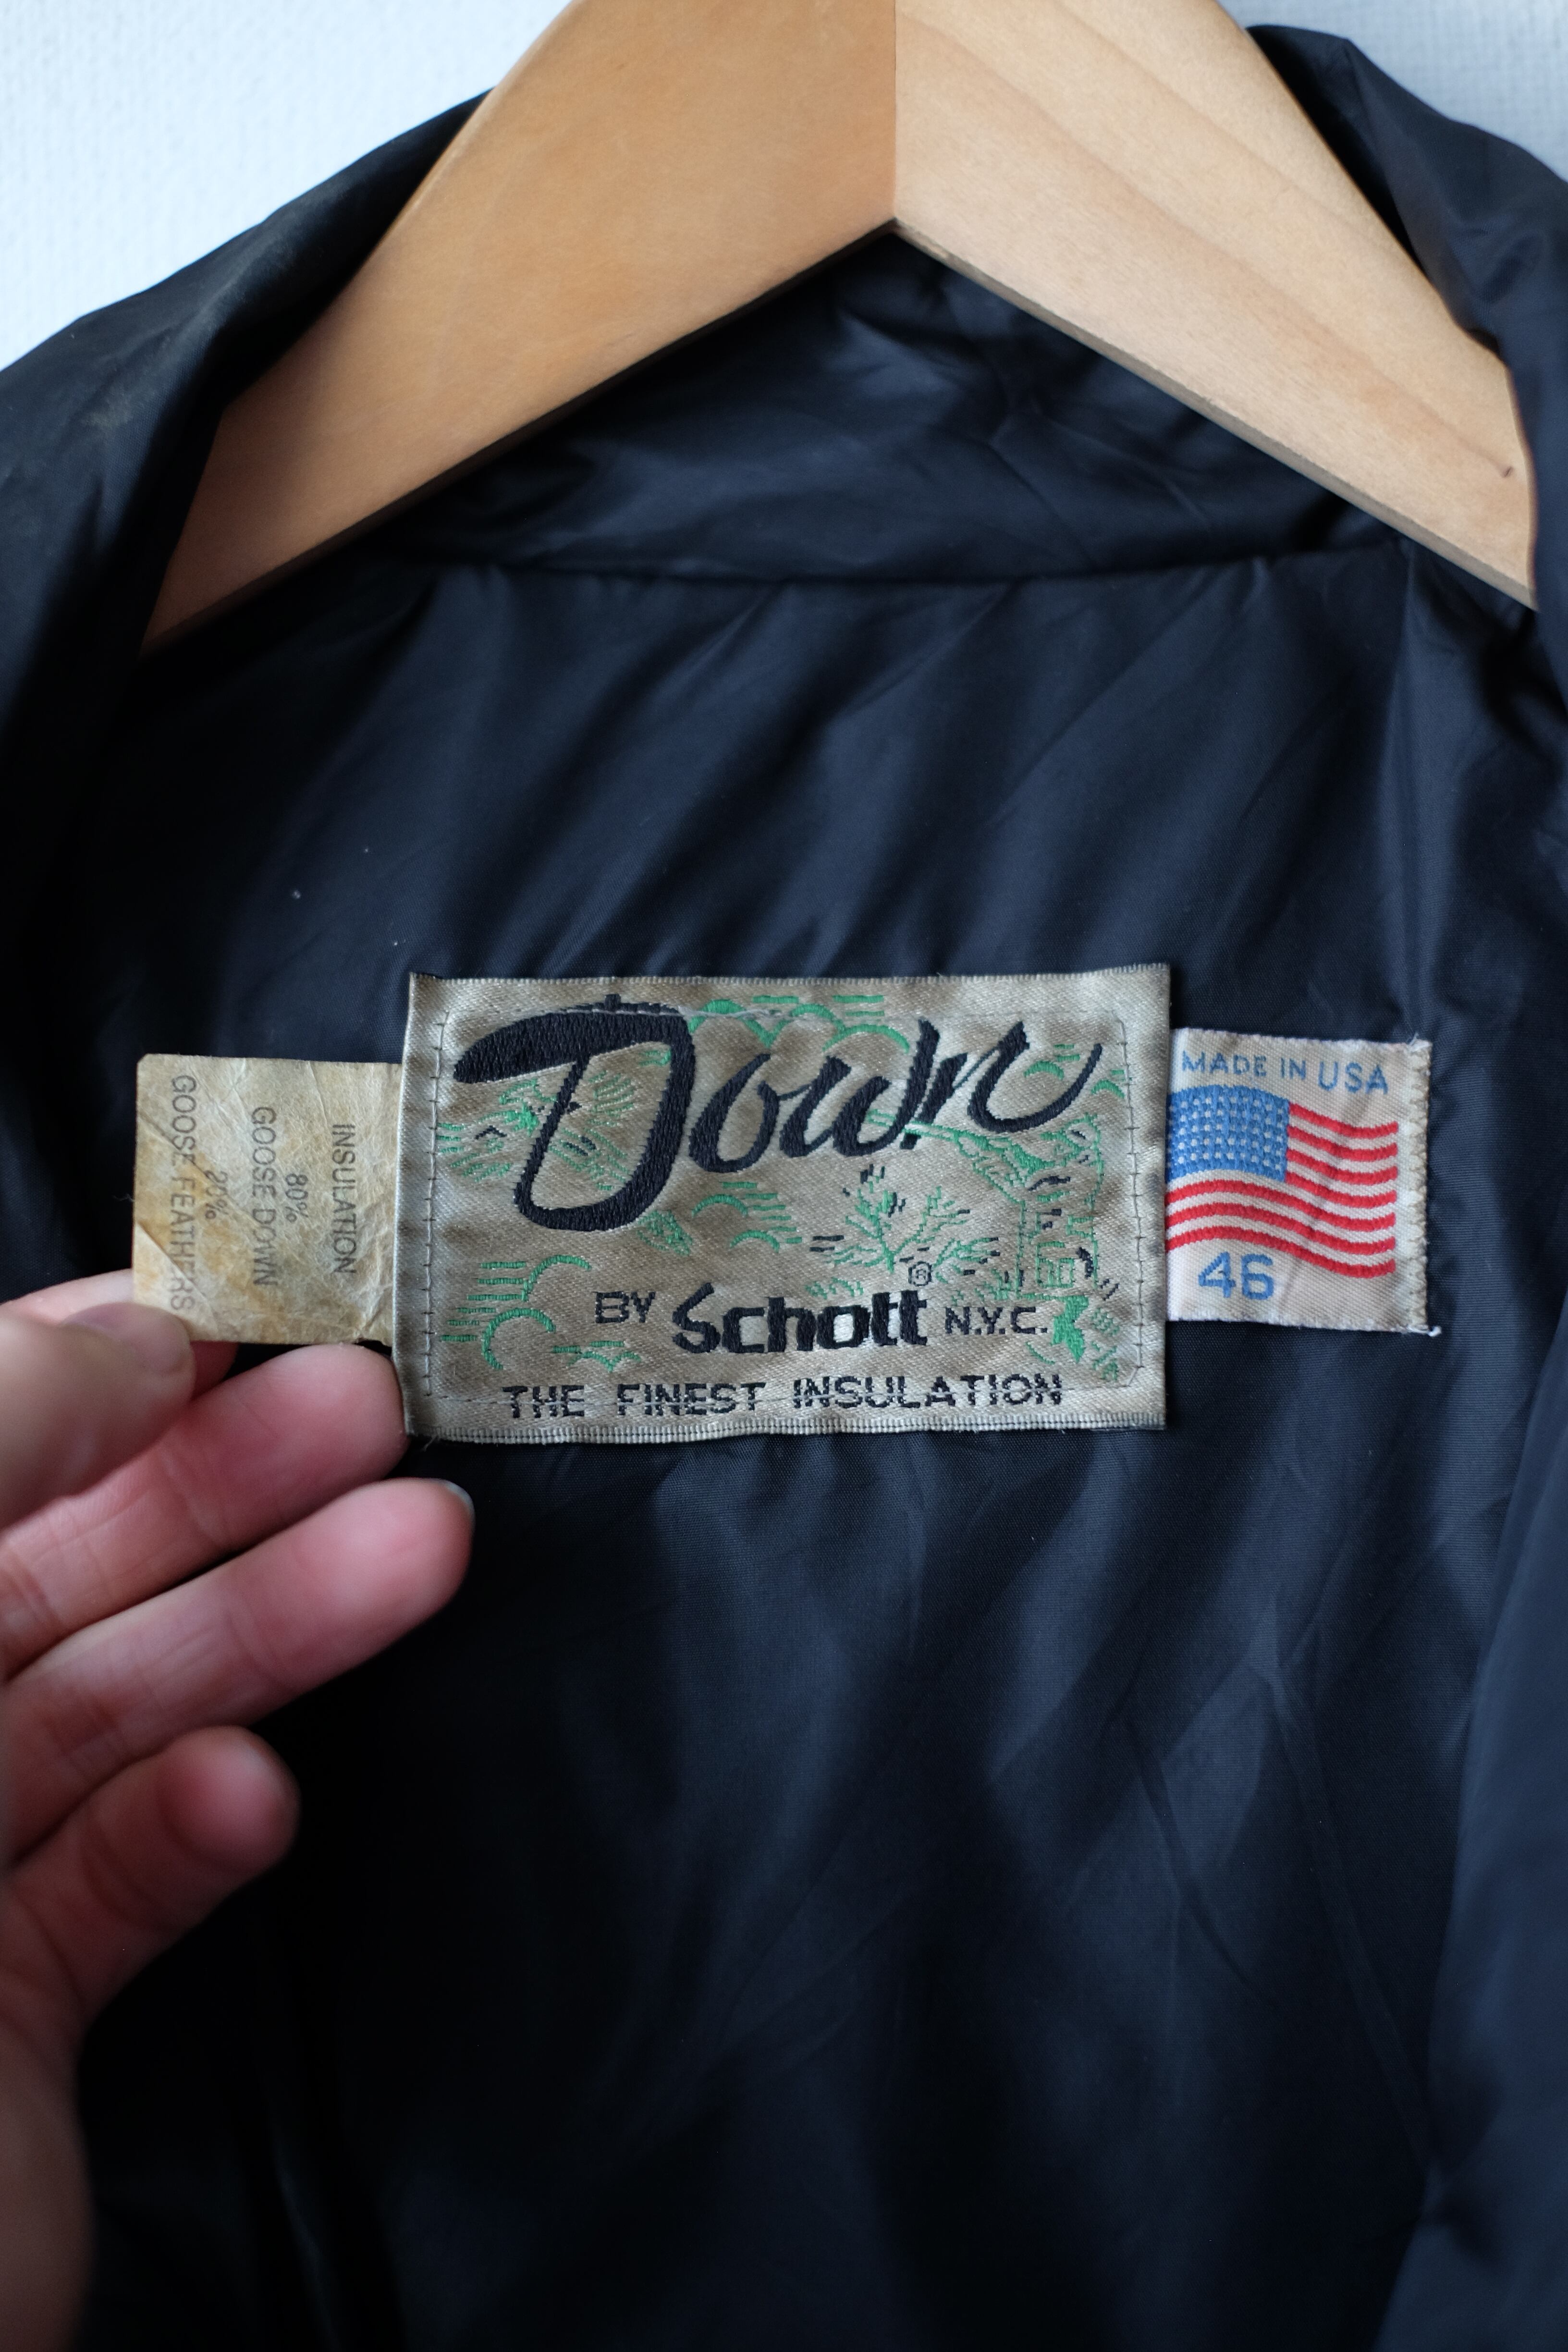 INSULATION
80%
GOOSE DOWN
20%
GOOSE FEATHERS
Down
BY Schott® N.Y.C.
THE FINEST INSULATION
MADE IN USA
46